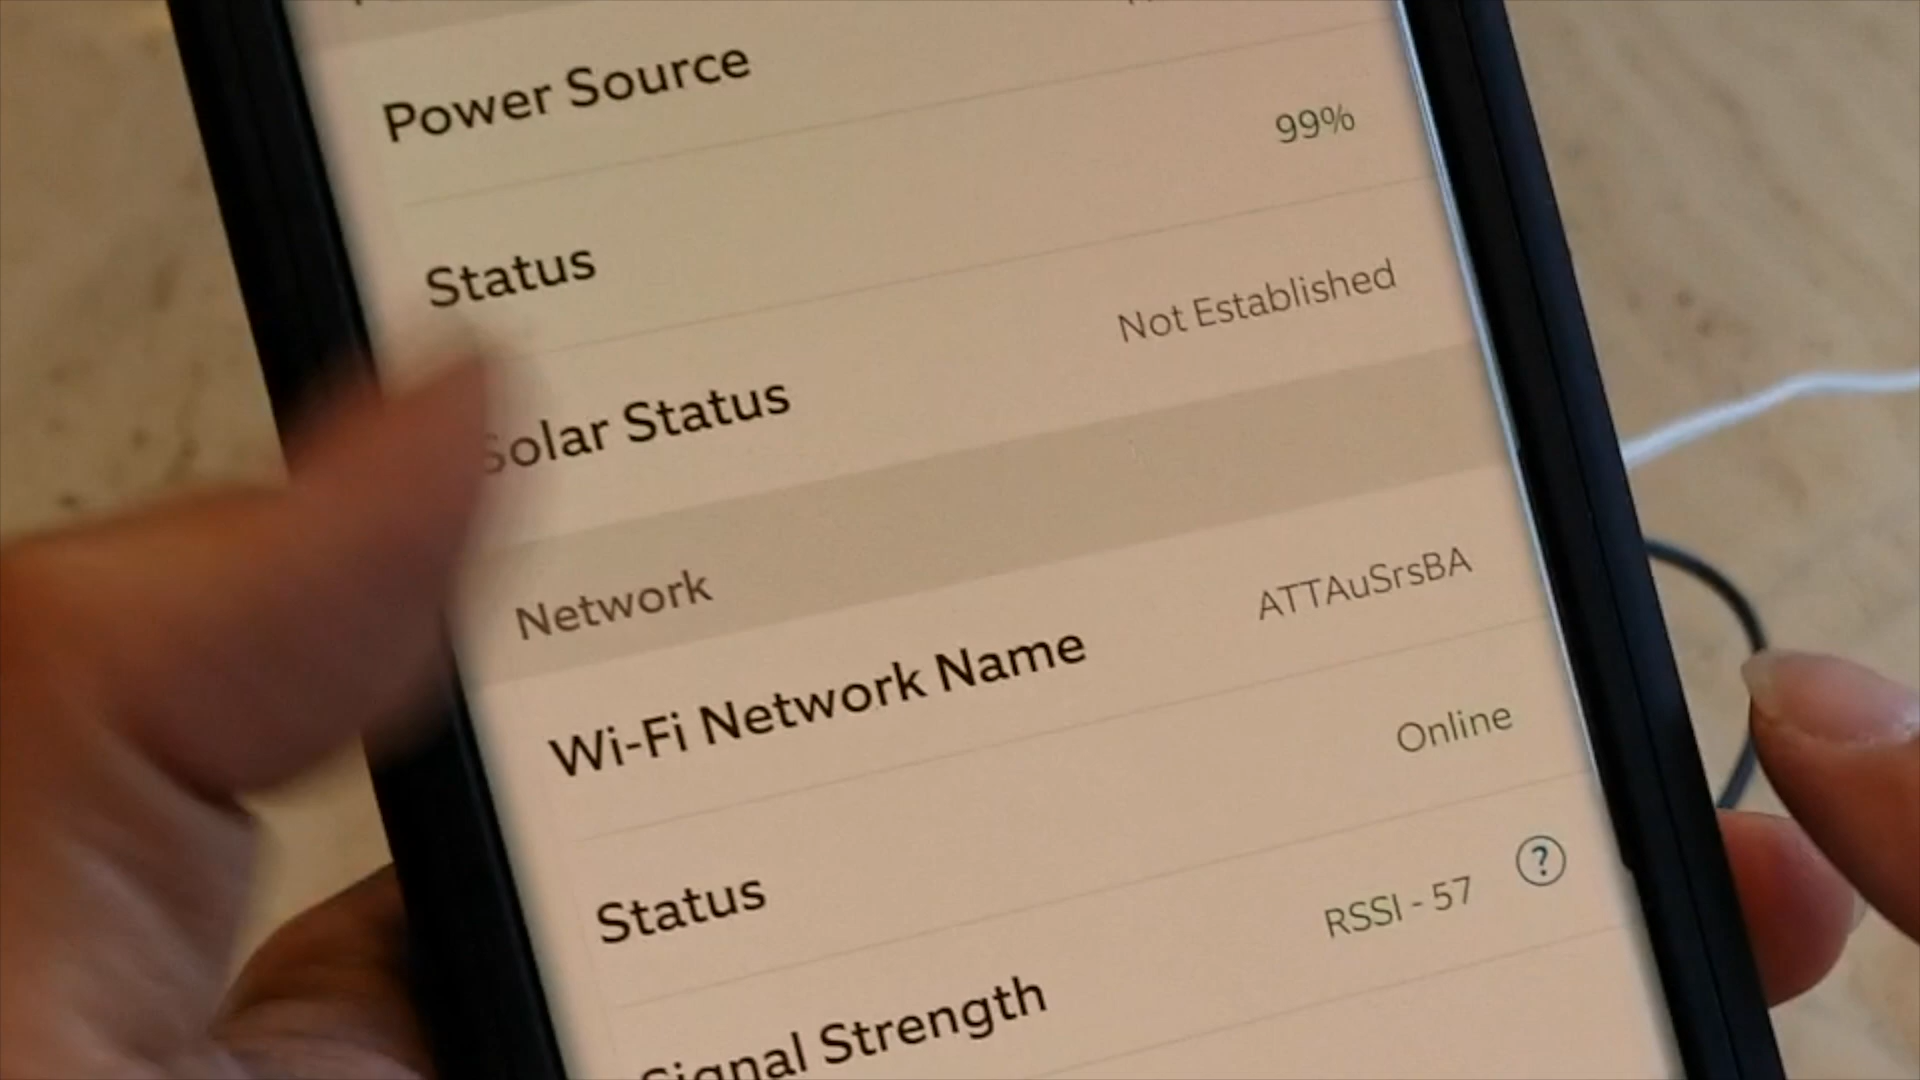 Power Source
Status 99%
Solar Status Not Established
Network
Wi-Fi Network Name ATTAuSrsBA
Status Online
Signal Strength RSSI - 57 ?